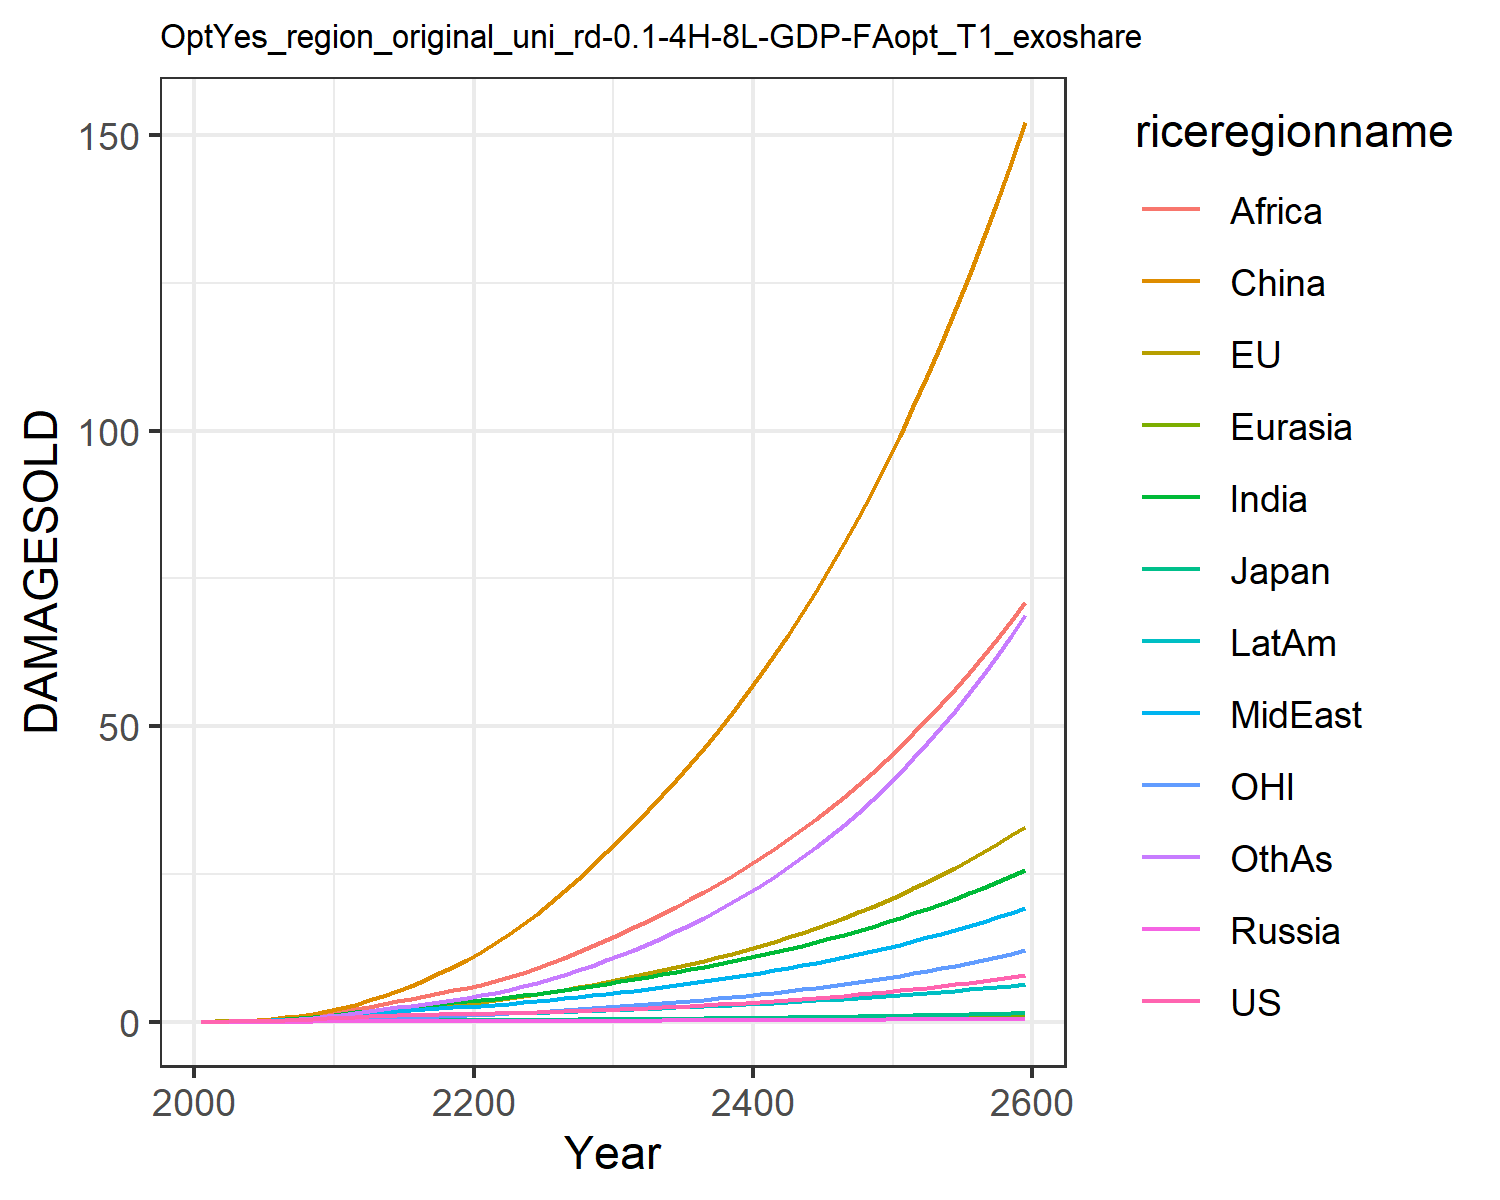 OptYes_region_original_uni_rd-0.1-4H-8L-GDP-FAopt_T1_exoshare
DAMAGESOLD
150
100
50
0
2000
2200
2400
2600
Year
riceregionname
Africa
China
EU
Eurasia
India
Japan
LatAm
MidEast
OHI
OthAs
Russia
US